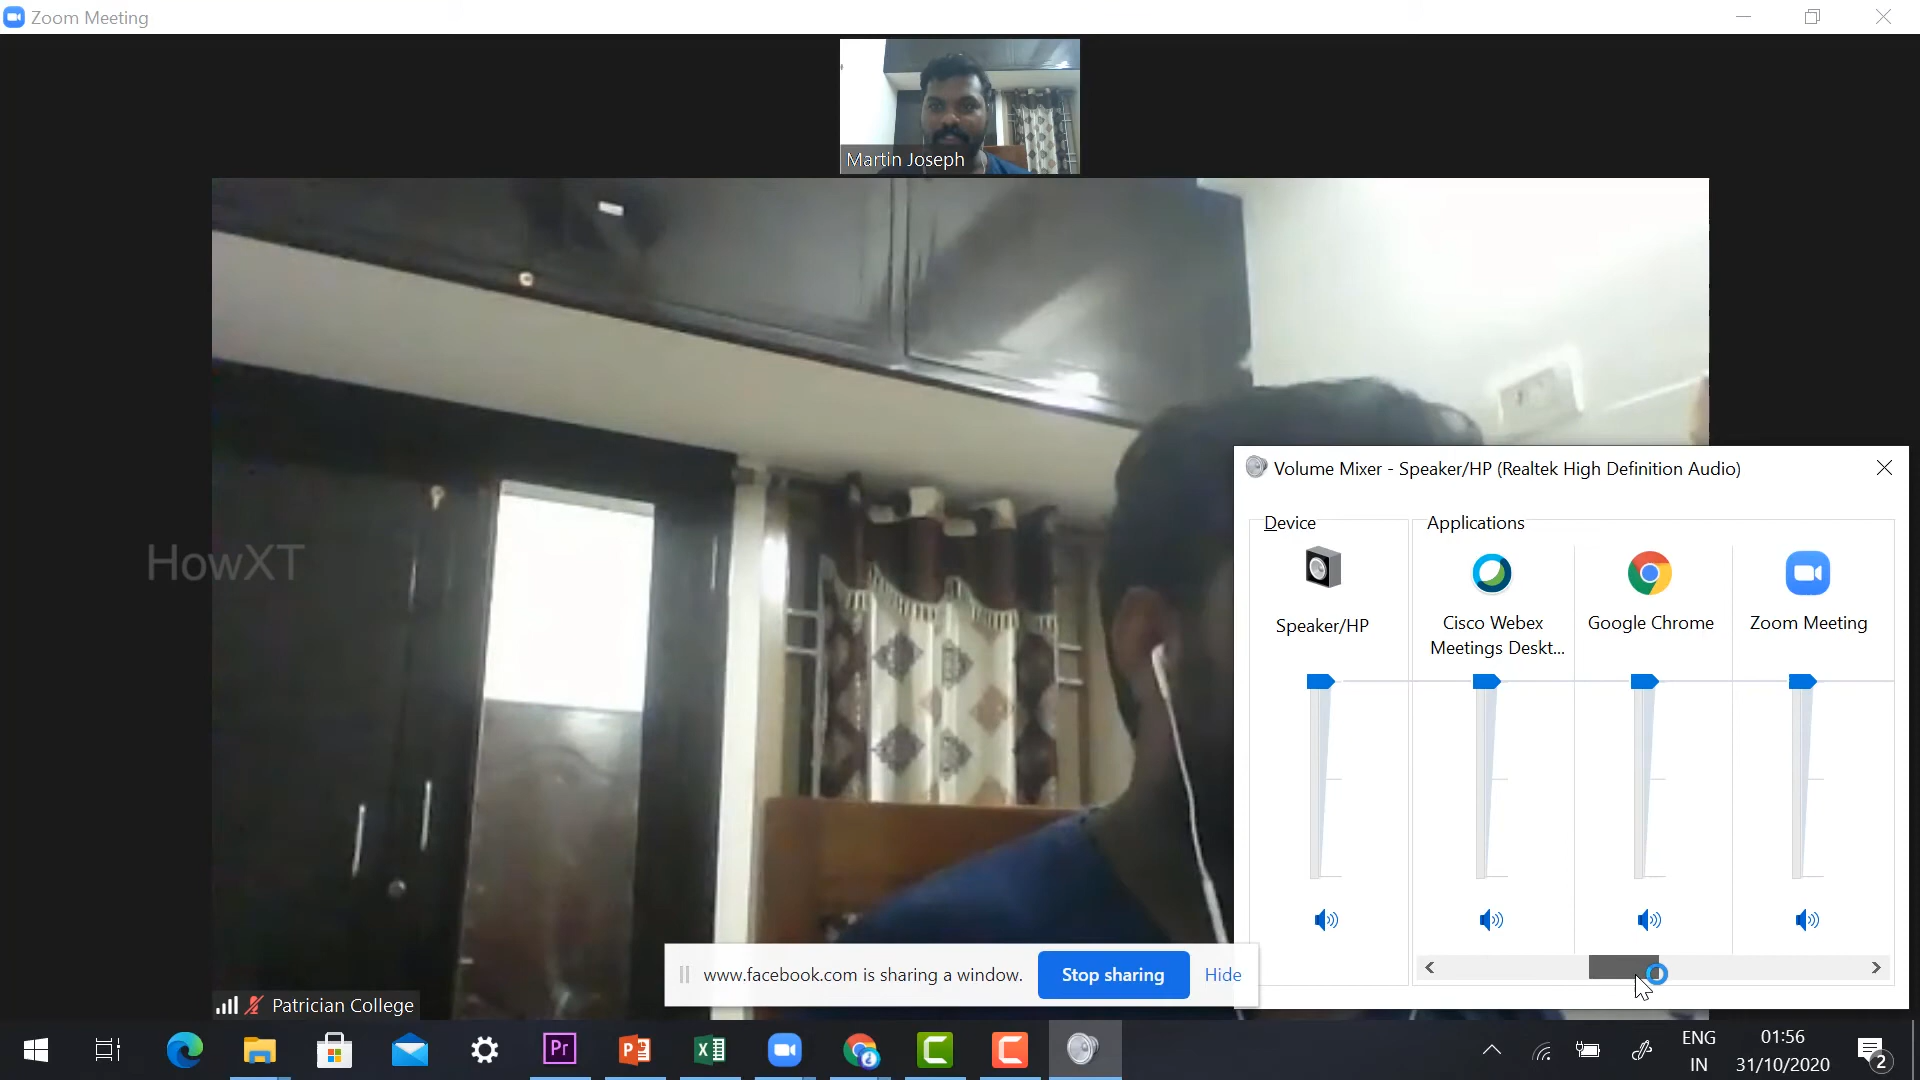 Zoom Meeting
Martin Joseph
HowXT
Volume Mixer - Speaker/HP (Realtek High Definition Audio)
Device
Applications
Speaker/HP
Cisco Webex
Meetings Deskt...
Google Chrome
Zoom Meeting
www.facebook.com is sharing a window.
Stop sharing
Hide
Patrician College
Pr
ENG
IN
01:56
31/10/2020
2